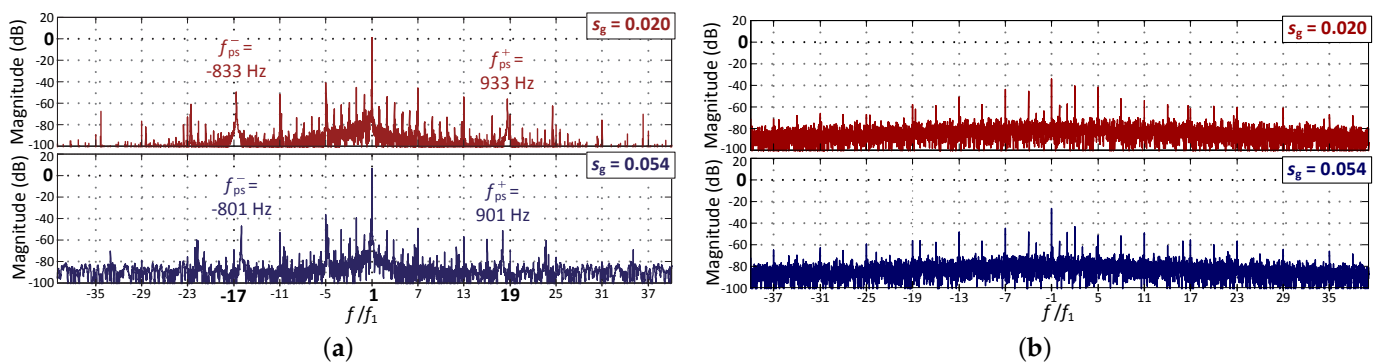 Magnitude (dB)
20
0
-20
-40
-60
-80
-100
s_g = 0.020
f_ps^- =
-833 Hz
f_ps^+ =
933 Hz
Magnitude (dB)
20
0
-20
-40
-60
-80
-100
s_g = 0.054
f_ps^- =
-801 Hz
f_ps^+ =
901 Hz
-35 -29 -23 -17 -11 -5 1 7 13 19 25 31 37
f/f_1
(a)
Magnitude (dB)
20
0
-20
-40
-60
-80
-100
s_g = 0.020
Magnitude (dB)
20
0
-20
-40
-60
-80
-100
s_g = 0.054
-37 -31 -25 -19 -13 -7 -1 5 11 17 23 29 35
f/f_1
(b)